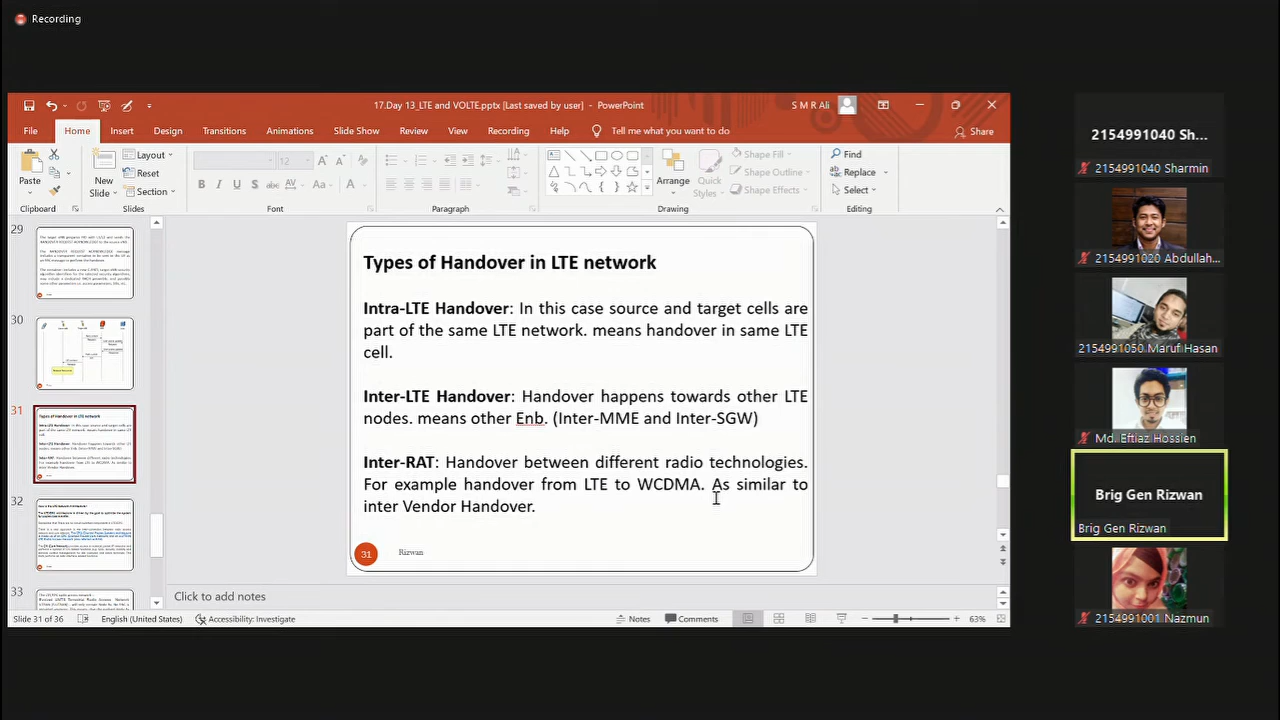 Recording
17.Day 13_LTE and VOLTE.pptx [Last saved by user] - PowerPoint
S M R Ali
File Home Insert Design Transitions Animations Slide Show Review View Recording Help Tell me what you want to do Share
Paste
Clipboard
New Slide
Layout
Reset
Section
Slides
12
B I U S abc AV Aa A
Font
Paragraph
Arrange
Quick Styles
Shape Fill
Shape Outline
Shape Effects
Drawing
Find
Replace
Select
Editing
29
30
31
32
33
Types of Handover in LTE network
Intra-LTE Handover: In this case source and target cells are
part of the same LTE network. means handover in same LTE
cell.
Inter-LTE Handover: Handover happens towards other LTE
nodes. means other Enb. (Inter-MME and Inter-SGW)
Inter-RAT: Handover between different radio technologies.
For example handover from LTE to WCDMA. As similar to
inter Vendor Handover.
31 Rizwan
Click to add notes
Slide 31 of 36 English (United States) Accessibility: Investigate Notes Comments 63%
2154991040 Sh...
2154991040 Sharmin
2154991020 Abdullah...
2154991050 Maruf Hasan
Md. Eftiaz Hossien
Brig Gen Rizwan
Brig Gen Rizwan
2154991001 Nazmun